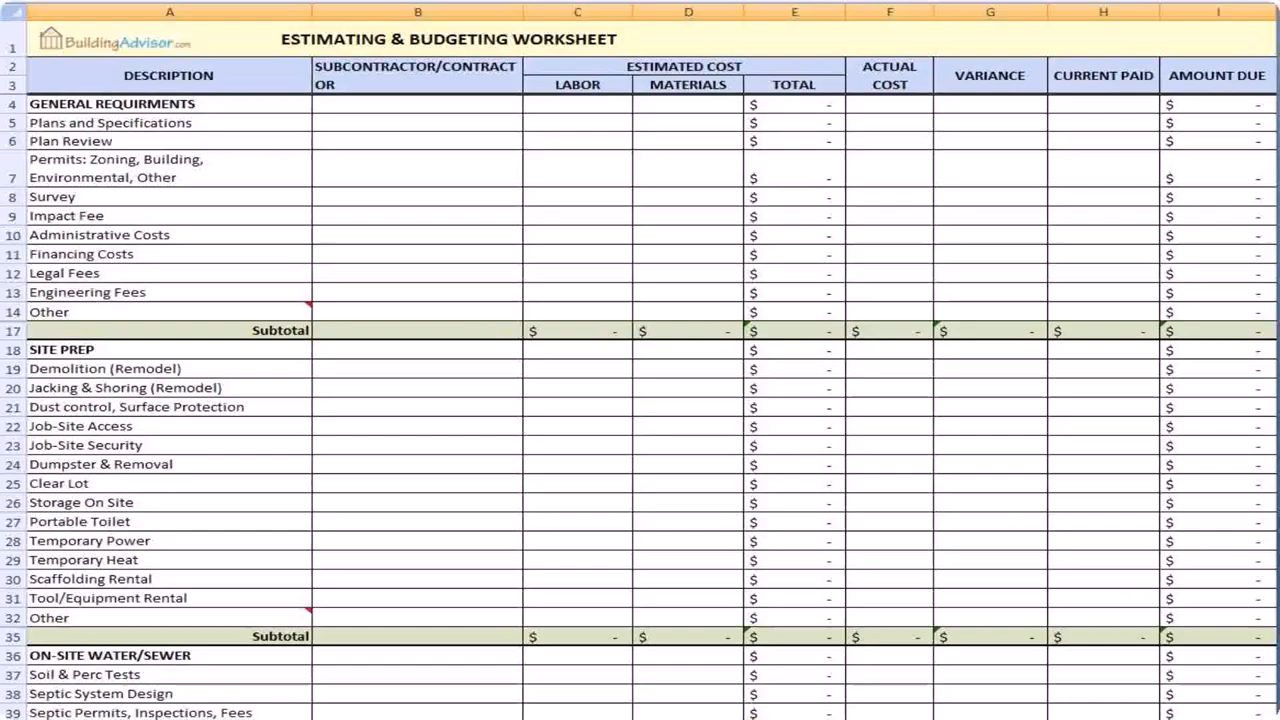 A B C D E F G H I
1 BuildingAdvisor.com ESTIMATING & BUDGETING WORKSHEET
2 DESCRIPTION SUBCONTRACTOR/CONTRACT ESTIMATED COST ACTUAL VARIANCE CURRENT PAID AMOUNT DUE
3 OR LABOR MATERIALS TOTAL COST
4 GENERAL REQUIRMENTS $ - $ -
5 Plans and Specifications $ - $ -
6 Plan Review $ - $ -
Permits: Zoning, Building,
7 Environmental, Other $ - $ -
8 Survey $ - $ -
9 Impact Fee $ - $ -
10 Administrative Costs $ - $ -
11 Financing Costs $ - $ -
12 Legal Fees $ - $ -
13 Engineering Fees $ - $ -
14 Other $ - $ -
17 Subtotal $ - $ - $ - $ - $ - $ - $ -
18 SITE PREP $ - $ -
19 Demolition (Remodel) $ - $ -
20 Jacking & Shoring (Remodel) $ - $ -
21 Dust control, Surface Protection $ - $ -
22 Job-Site Access $ - $ -
23 Job-Site Security $ - $ -
24 Dumpster & Removal $ - $ -
25 Clear Lot $ - $ -
26 Storage On Site $ - $ -
27 Portable Toilet $ - $ -
28 Temporary Power $ - $ -
29 Temporary Heat $ - $ -
30 Scaffolding Rental $ - $ -
31 Tool/Equipment Rental $ - $ -
32 Other $ - $ -
35 Subtotal $ - $ - $ - $ - $ - $ - $ -
36 ON-SITE WATER/SEWER $ - $ -
37 Soil & Perc Tests $ - $ -
38 Septic System Design $ - $ -
39 Septic Permits, Inspections, Fees $ - $ -